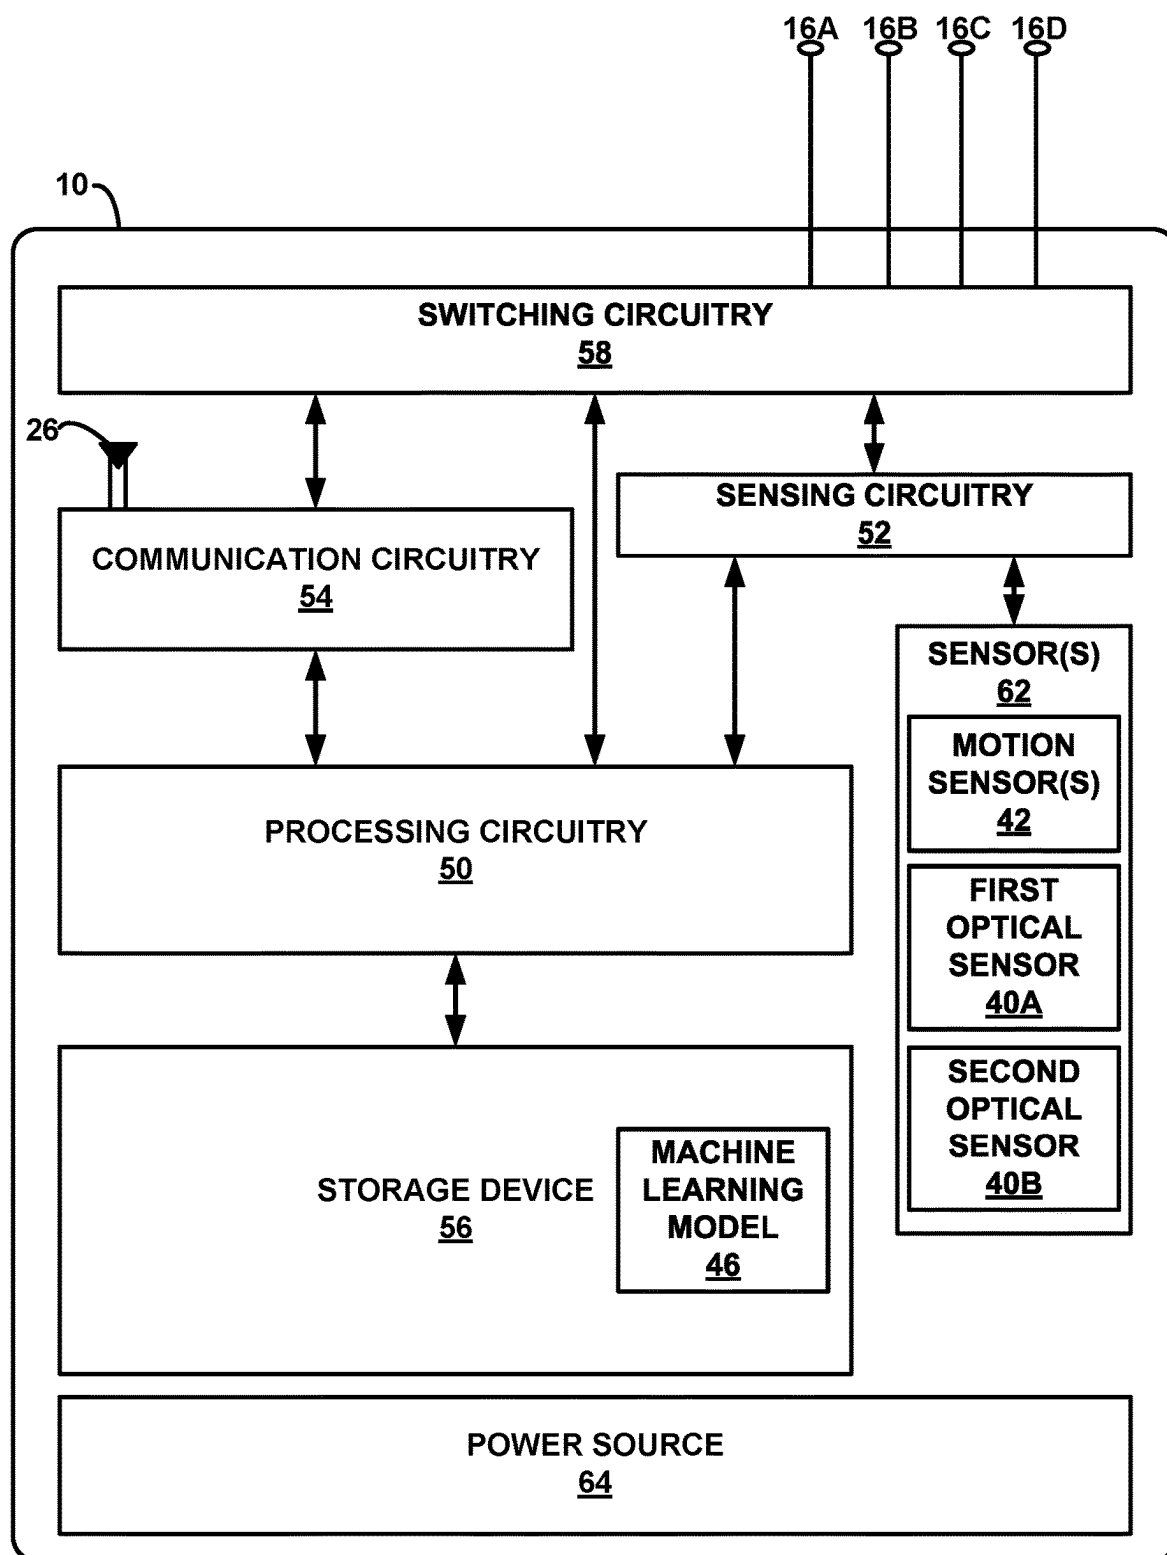 16A 16B 16C 16D
10
SWITCHING CIRCUITRY
58
26
SENSING CIRCUITRY
52
COMMUNICATION CIRCUITRY
54
SENSOR(S)
62
MOTION
SENSOR(S)
42
PROCESSING CIRCUITRY
50
FIRST
OPTICAL
SENSOR
40A
SECOND
OPTICAL
SENSOR
40B
STORAGE DEVICE
56
MACHINE
LEARNING
MODEL
46
POWER SOURCE
64